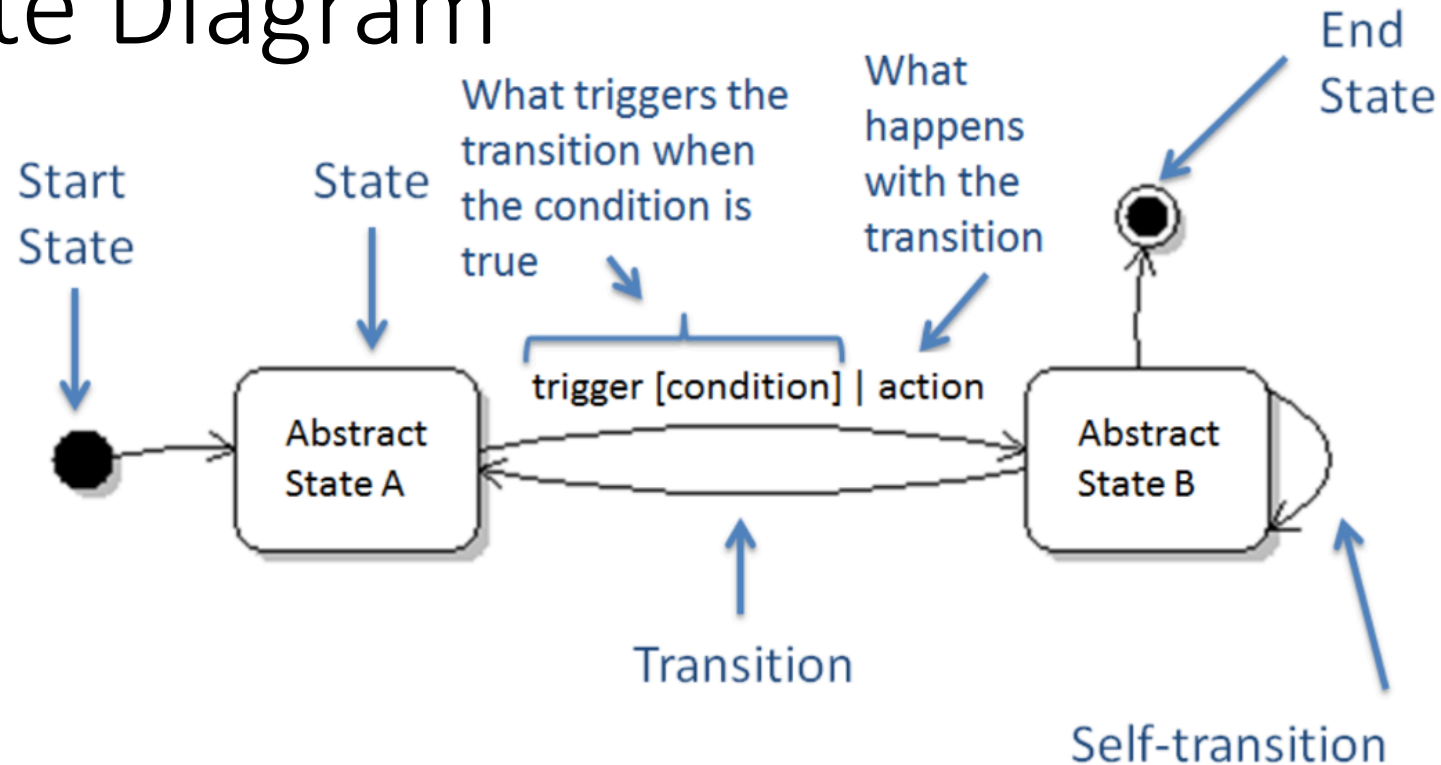 te Diagram
End
State
What
happens
with the
transition
What triggers the
transition when
the condition is
true
Start
State
State
trigger [condition] | action
Abstract
State A
Abstract
State B
Transition
Self-transition